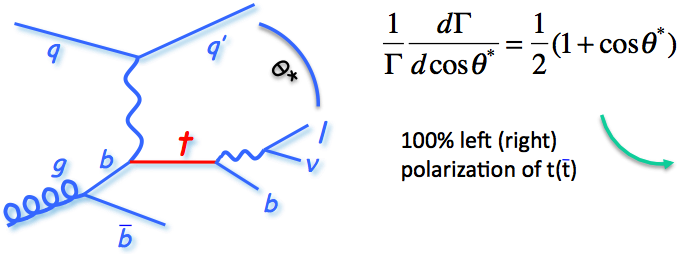 q
q'
θ*
1/Γ dΓ/dcosθ* = 1/2(1+cosθ*)
t
l
ν
g
b
b
b̄
100% left (right)
polarization of t(t̄)